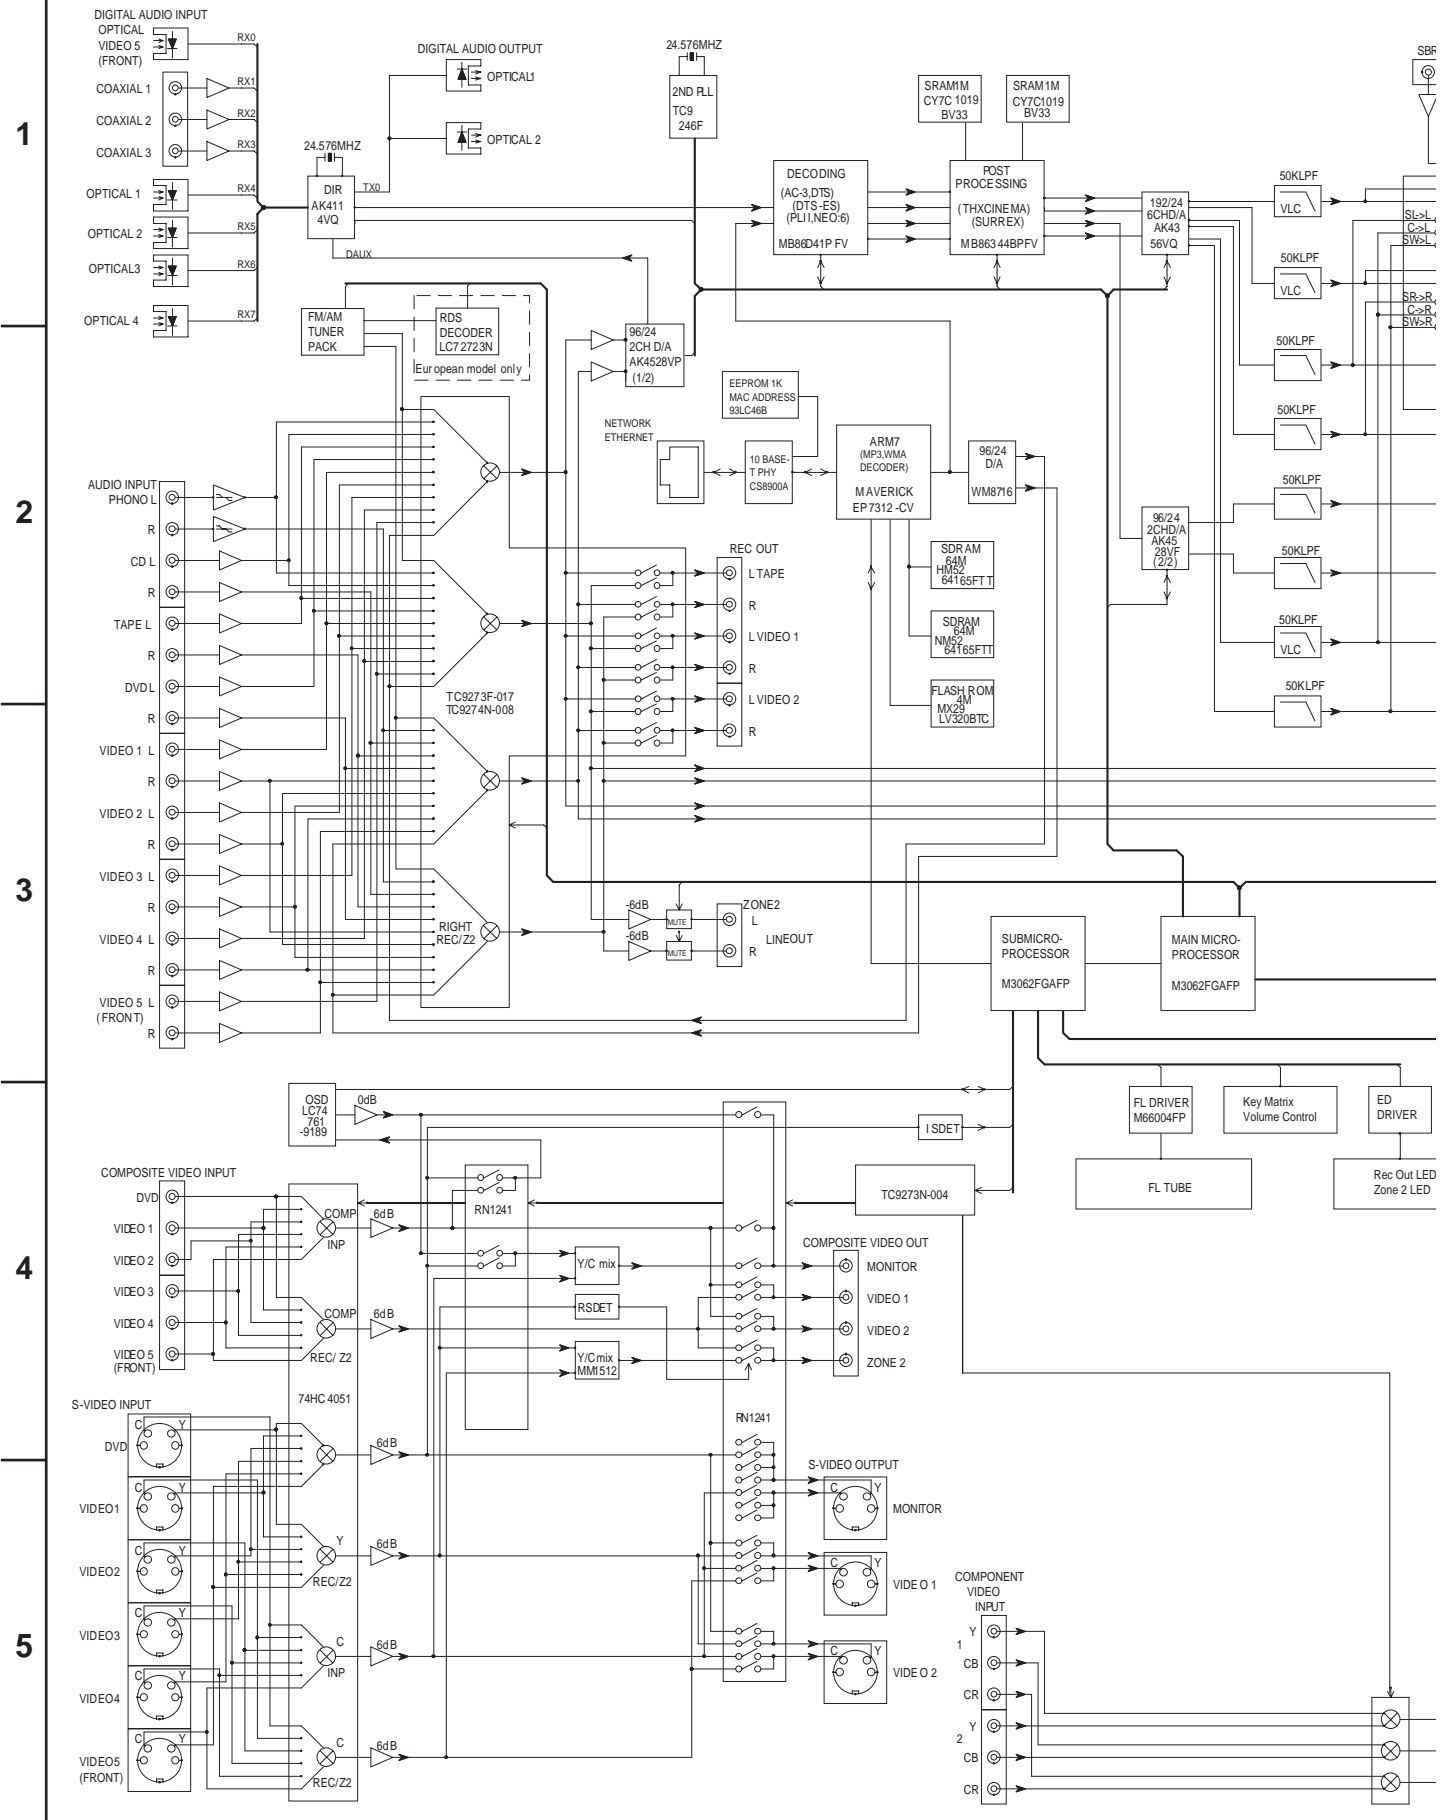 DIGITAL AUDIO INPUT
OPTICAL
VIDEO 5
(FRONT)
RX0
COAXIAL 1
RX1
COAXIAL 2
RX2
COAXIAL 3
RX3
OPTICAL 1
RX4
OPTICAL 2
RX5
OPTICAL3
RX6
OPTICAL 4
RX7
DIGITAL AUDIO OUTPUT
OPTICAL1
OPTICAL 2
24.576MHZ
DIR
AK411
4VQ
TX0
DAUX
24.576MHZ
2ND PLL
TC9
246F
SRAM1M
CY7C 1019
BV33
SRAM1M
CY7C1019
BV33
DECODING
(AC-3,DTS)
(DTS-ES)
(PLII,NEO:6)
MB86D41P FV
POST
PROCESSING
(THXCINEMA)
(SURREX)
MB86344BPFV
192/24
6CHD/A
AK43
56VQ
50KLPF
VLC
50KLPF
VLC
50KLPF
50KLPF
50KLPF
50KLPF
50KLPF
VLC
50KLPF
SBR
SL->L
C->L
SW->L
SR->R
C->R
SW->R
1
FM/AM
TUNER
PACK
RDS
DECODER
LC72723N
European model only
96/24
2CH D/A
AK4528VP
(1/2)
EEPROM 1K
MAC ADDRESS
93LC46B
NETWORK
ETHERNET
10 BASE-
T PHY
CS8900A
ARM7
(MP3,WMA
DECODER)
MAVERICK
EP7312 -CV
96/24
D/A
WM8716
96/24
2CHD/A
AK45
28VF
(2/2)
SDRAM
64M
HM52
64165FTT
SDRAM
64M
NM52
64165FTT
FLASH ROM
4M
MX29
LV320BTC
2
AUDIO INPUT
PHONO L
R
CD L
R
TAPE L
R
DVDL
R
VIDEO 1 L
R
VIDEO 2 L
R
VIDEO 3 L
R
VIDEO 4 L
R
VIDEO 5 L
(FRONT)
R
TC9273F-017
TC9274N-008
REC OUT
L TAPE
R
L VIDEO 1
R
L VIDEO 2
R
3
RIGHT
REC/Z2
-6dB
MUTE
-6dB
MUTE
ZONE2
L
LINEOUT
R
SUBMICRO-
PROCESSOR
M3062FGAFP
MAIN MICRO-
PROCESSOR
M3062FGAFP
OSD
LC74
761
-9189
0dB
ISDET
FL DRIVER
M66004FP
Key Matrix
Volume Control
ED
DRIVER
FL TUBE
Rec Out LED
Zone 2 LED
4
COMPOSITE VIDEO INPUT
DVD
VIDEO 1
VIDEO 2
VIDEO 3
VIDEO 4
VIDEO 5
(FRONT)
COMP
INP
6dB
COMP
REC/ Z2
6dB
74HC 4051
RN1241
TC9273N-004
Y/C mix
RSDET
Y/Cmix
MM1512
COMPOSITE VIDEO OUT
MONITOR
VIDEO 1
VIDEO 2
ZONE 2
S-VIDEO INPUT
C Y
DVD
C Y
VIDEO1
C Y
VIDEO2
C Y
VIDEO3
C Y
VIDEO4
C Y
VIDEO5
(FRONT)
6dB
Y
REC/Z2
6dB
C
INP
6dB
C
REC/Z2
6dB
RN1241
S-VIDEO OUTPUT
C Y
MONITOR
C Y
VIDEO 1
C Y
VIDEO 2
5
COMPONENT
VIDEO
INPUT
Y
1
CB
CR
Y
2
CB
CR